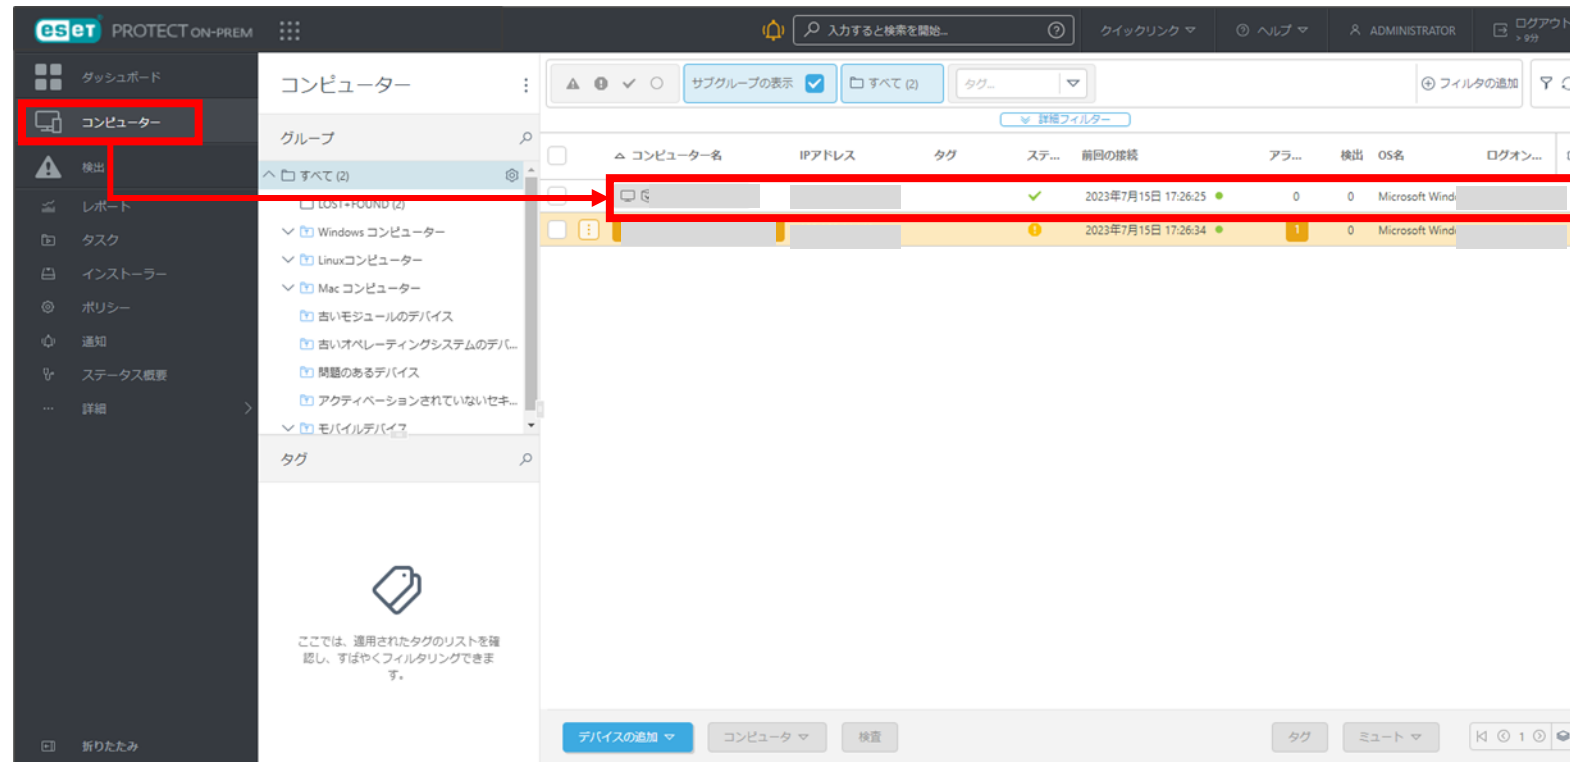 eset PROTECT ON-PREM
入力すると検索を開始...
クイックリンク
ヘルプ
ADMINISTRATOR
ログアウト
> 9分
ダッシュボード
コンピューター
検出
レポート
タスク
インストーラー
ポリシー
通知
ステータス概要
詳細
折りたたみ
コンピューター
グループ
すべて (2)
LOST+FOUND (2)
Windows コンピューター
Linuxコンピューター
Mac コンピューター
古いモジュールのデバイス
古いオペレーティングシステムのデバ...
問題のあるデバイス
アクティベーションされていないセキ...
モバイルデバイス
タグ
ここでは、適用されたタグのリストを確
認し、すばやくフィルタリングできま
す。
サブグループの表示
すべて (2)
タグ...
フィルタの追加
詳細フィルター
コンピューター名 IPアドレス タグ ステ... 前回の接続 アラ... 検出 OS名 ログオン...
2023年7月15日 17:26:25 0 0 Microsoft Wind
2023年7月15日 17:26:34 1 0 Microsoft Wind
デバイスの追加
コンピュータ
検査
タグ
ミュート
1